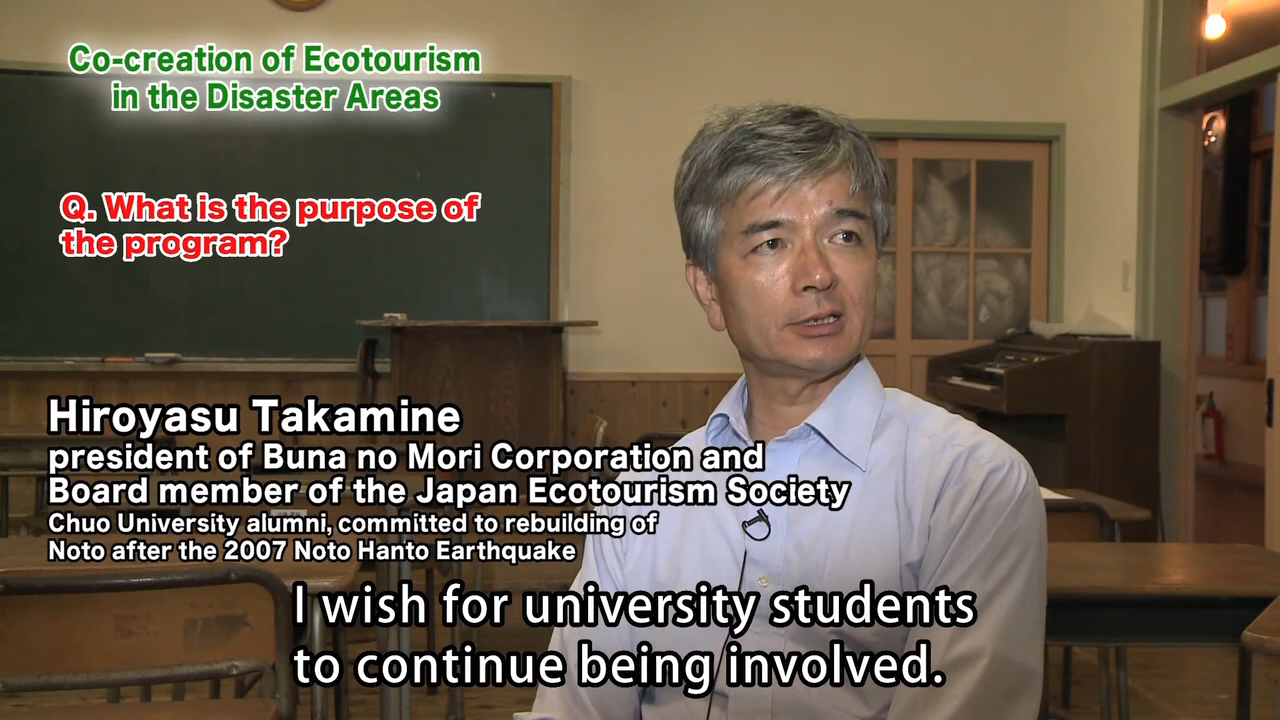 Co-creation of Ecotourism
in the Disaster Areas
Q. What is the purpose of
the program?
Hiroyasu Takamine
president of Buna no Mori Corporation and
Board member of the Japan Ecotourism Society
Chuo University alumni, committed to rebuilding of
Noto after the 2007 Noto Hanto Earthquake
I wish for university students
to continue being involved.